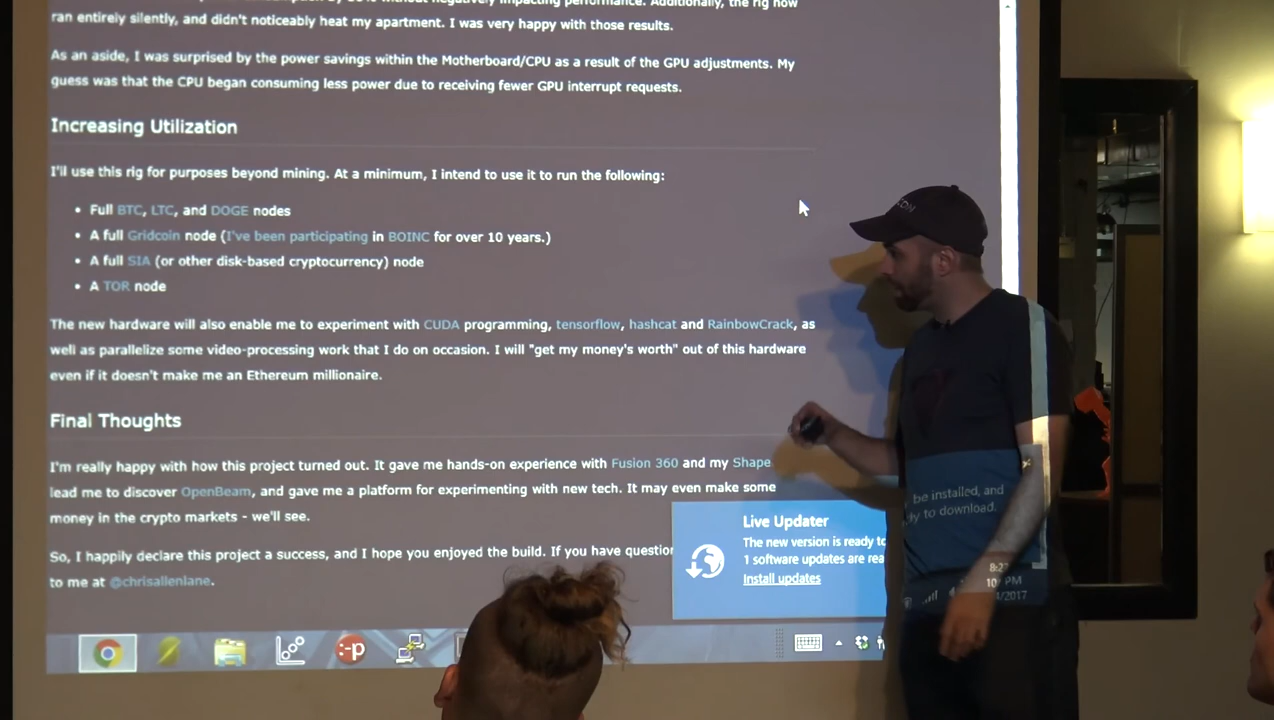 ran entirely silently, and didn't noticeably heat my apartment. I was very happy with those results.
As an aside, I was surprised by the power savings within the Motherboard/CPU as a result of the GPU adjustments. My
guess was that the CPU began consuming less power due to receiving fewer GPU interrupt requests.
Increasing Utilization
I'll use this rig for purposes beyond mining. At a minimum, I intend to use it to run the following:
• Full BTC, LTC, and DOGE nodes
• A full Gridcoin node (I've been participating in BOINC for over 10 years.)
• A full SIA (or other disk-based cryptocurrency) node
• A TOR node
The new hardware will also enable me to experiment with CUDA programming, tensorflow, hashcat and RainbowCrack, as
well as parallelize some video-processing work that I do on occasion. I will "get my money's worth" out of this hardware
even if it doesn't make me an Ethereum millionaire.
Final Thoughts
I'm really happy with how this project turned out. It gave me hands-on experience with Fusion 360 and my Shape
lead me to discover OpenBeam, and gave me a platform for experimenting with new tech. It may even make some
money in the crypto markets - we'll see.
So, I happily declare this project a success, and I hope you enjoyed the build. If you have
to me at @chrisallenlane.
Live Updater
The new version is ready to be installed, and
1 software updates are ready to download.
Install updates
PM